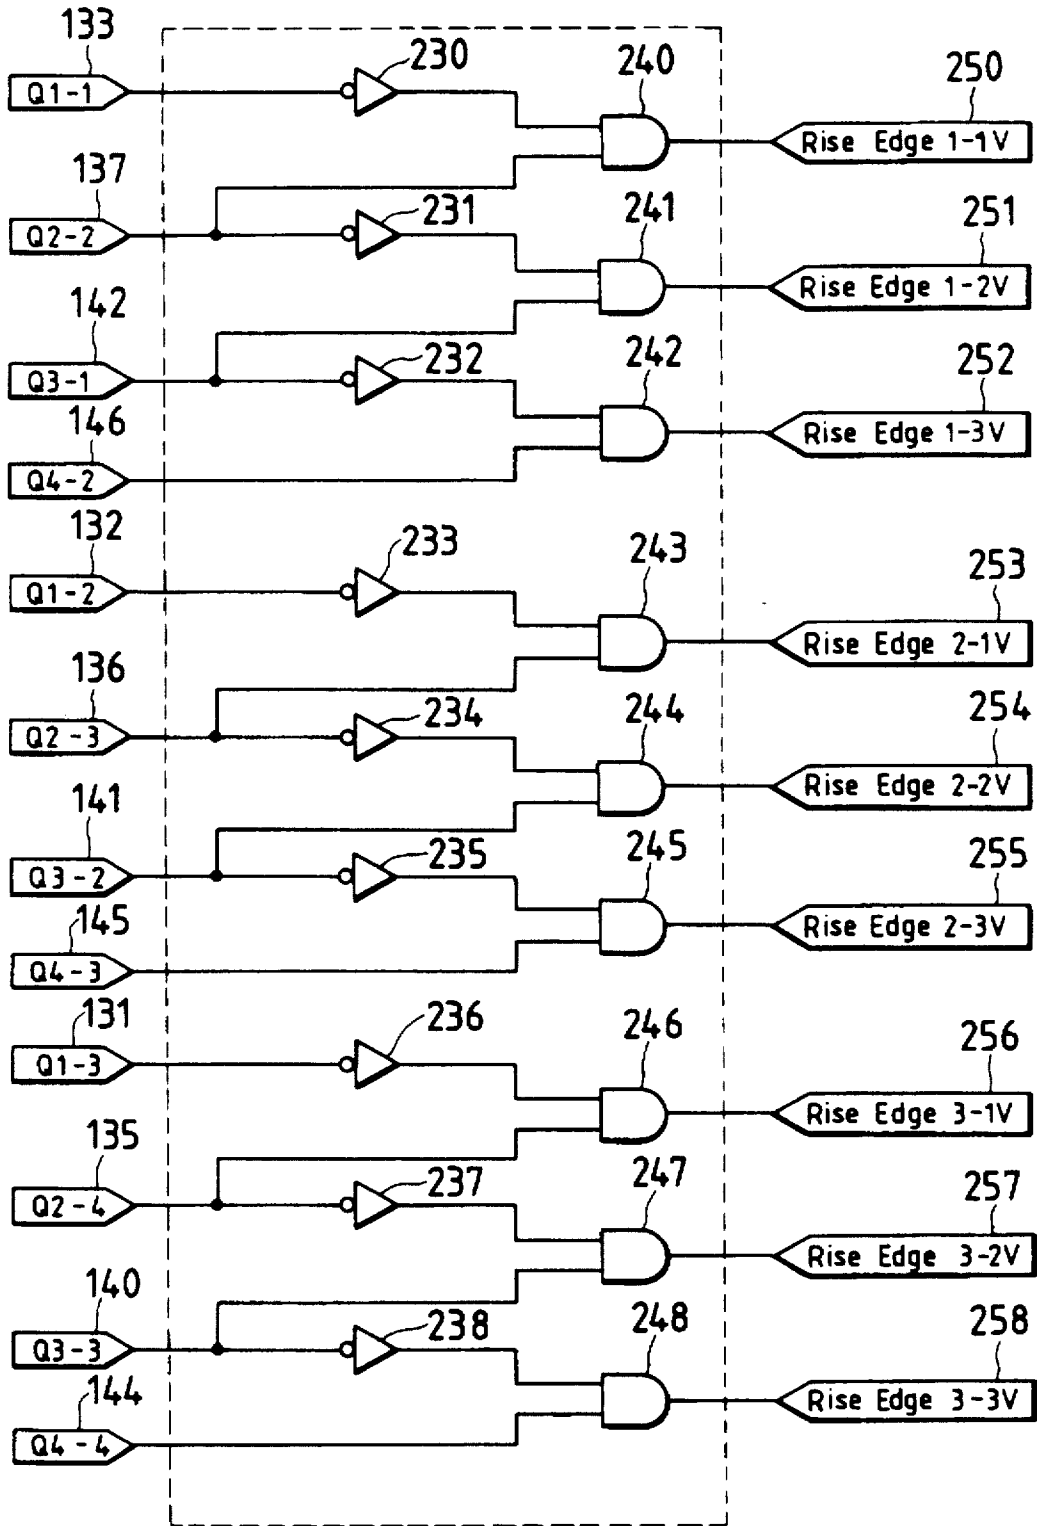 133
Q1-1
230
240
250
Rise Edge 1-1V
137
Q2-2
231
241
251
Rise Edge 1-2V
142
Q3-1
232
242
252
Rise Edge 1-3V
146
Q4-2
132
Q1-2
233
243
253
Rise Edge 2-1V
136
Q2-3
234
244
254
Rise Edge 2-2V
141
Q3-2
235
245
255
Rise Edge 2-3V
145
Q4-3
131
Q1-3
236
246
256
Rise Edge 3-1V
135
Q2-4
237
247
257
Rise Edge 3-2V
140
Q3-3
238
248
258
Rise Edge 3-3V
144
Q4-4